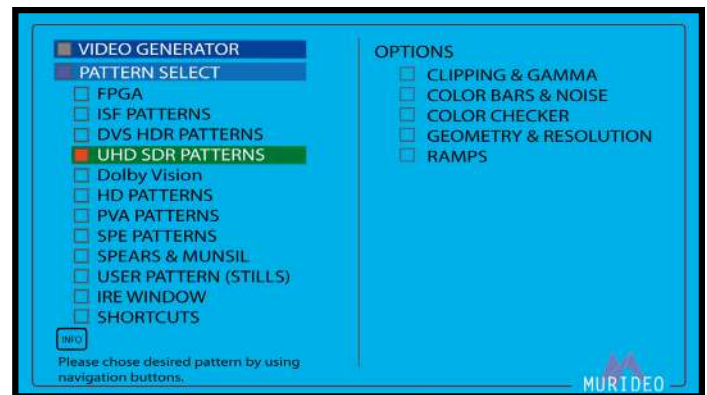 VIDEO GENERATOR
PATTERN SELECT
FPGA
ISF PATTERNS
DVS HDR PATTERNS
UHD SDR PATTERNS
Dolby Vision
HD PATTERNS
PVA PATTERNS
SPE PATTERNS
SPEARS & MUNSIL
USER PATTERN (STILLS)
IRE WINDOW
SHORTCUTS
INFO
Please chose desired pattern by using
navigation buttons.
OPTIONS
CLIPPING & GAMMA
COLOR BARS & NOISE
COLOR CHECKER
GEOMETRY & RESOLUTION
RAMPS
MURIDEO